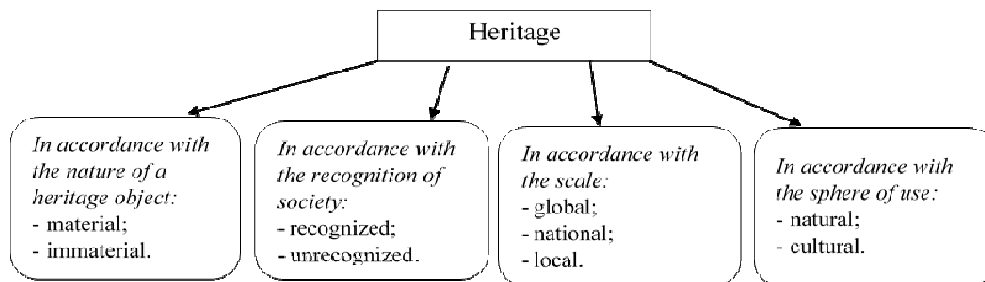 Heritage
In accordance with
the nature of a
heritage object:
- material;
- immaterial.
In accordance with
the recognition of
society:
- recognized;
- unrecognized.
In accordance with
the scale:
- global;
- national;
- local.
In accordance with
the sphere of use:
- natural;
- cultural.